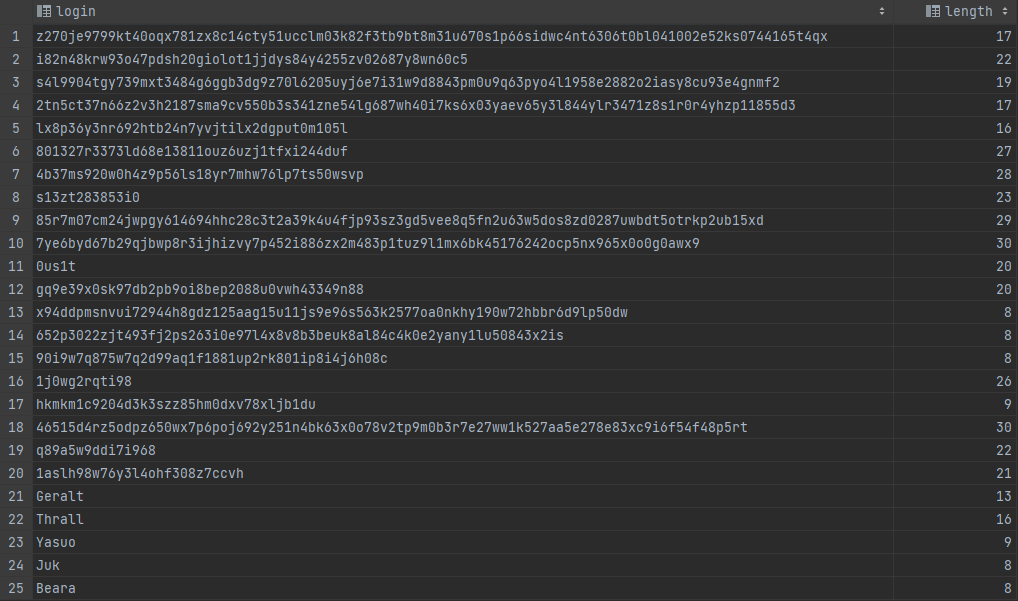 login length
1 z270je9799kt40oqx781zx8c14cty51ucclm03k82f3tb9bt8m31u670s1p66sidwc4nt6306t0bl041002e52ks0744165t4qx 17
2 i82n48krw93o47pdsh20giolot1jjdys84y4255zv02687y8wn60c5 22
3 s4l9904tgy739mxt3484g6ggb3dg9z70l6205uvyj6e7i31w9d8843pm0u9q63pyo4l1958e2882o2iasy8cu93e4gnmf2 19
4 2tn5ct37n66z2v3h2187sma9cv550b3s341zne54lg687wh40i7ks6x03yaev65y3l844ylr3471z8s1r0r4yhzp11855d3 17
5 lx8p36y3nr692htb24n7yvjtilx2dgput0m105l 16
6 801327r3373ld68e13811ouz6uzj1tfxi244duf 27
7 4b37ms920w0h4z9p56ls18yr7mhw76lp7ts50wsvp 28
8 s13zt283853i0 23
9 85r7m07cm24jwpgy614694hhc28c3t2a39k4u4fjp93sz3gd5vee8q5fn2u63w5dos8zd0287uwbdt5otrkp2ub15xd 29
10 7ye6byd67b29qjbwp8r3ijhizvy7p452i886zx2m483p1tuz9l1mx6bk45176242ocp5nx965x0o0g0awx9 30
11 0us1t 20
12 gq9e39x0sk97db2pb9oi8bep2088u0vwh43349n88 20
13 x94ddpmsnvui72944h8gdz125aag15u11js9e96s563k2577oa0nkhy190w72hbbr6d9lp50dw 8
14 652p3022zjt493fj2ps263i0e97l4x8v8b3beuk8al84c4k0e2yany1lu50843x2is 8
15 90i9w7q875w7q2d99aq1f1881up2rk801ip8i4j6h08c 8
16 1j0wg2rqti98 26
17 hkmkm1c9204d3k3szz85hm0dxv78xljb1du 9
18 46515d4rz5odpz650wx7p6poj692y251n4bk63x0o78v2tp9m0b3r7e27ww1k527aa5e278e83xc9i6f54f48p5rt 30
19 q89a5w9ddi7i968 22
20 1aslh98w76y3l4ohf308z7ccvh 21
21 Geralt 13
22 Thrall 16
23 Yasuo 9
24 Juk 8
25 Beara 8